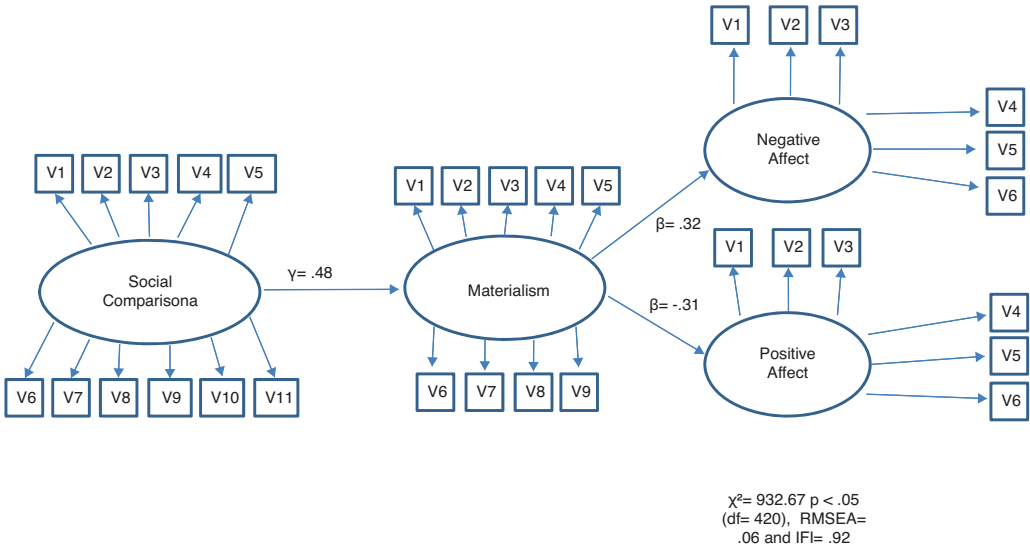 V1 V2 V3
V4
V5
V6
Negative
Affect
V1 V2 V3 V4 V5
V1 V2 V3 V4 V5
β= .32
Social
Comparisona
γ= .48
Materialism
β= -.31
V1 V2 V3
V4
V5
V6
Positive
Affect
V6 V7 V8 V9 V10 V11
V6 V7 V8 V9
χ²= 932.67 p < .05
(df= 420), RMSEA=
.06 and IFI= .92